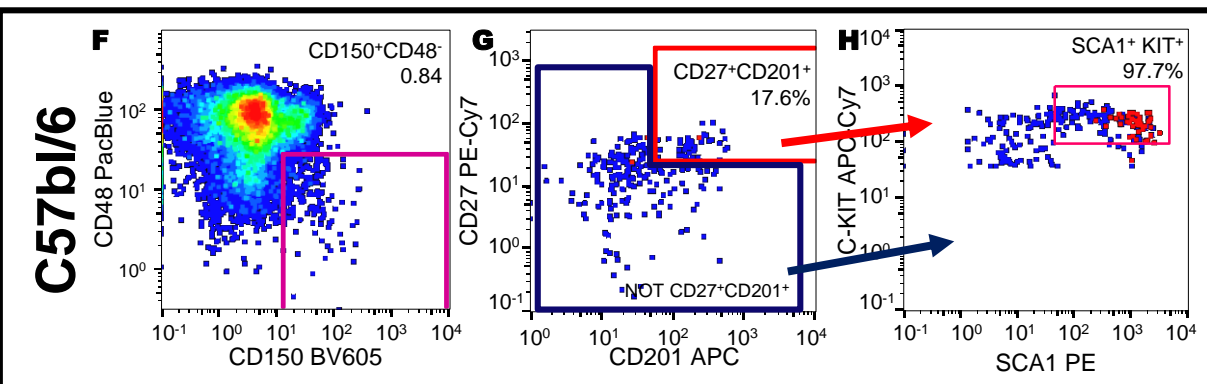 C57bl/6
F
CD150⁺CD48⁻
0.84
CD48 PacBlue
10² 10¹ 10⁰
10⁻¹ 10⁰ 10¹ 10² 10³ 10⁴
CD150 BV605
G
CD27⁺CD201⁺
17.6%
CD27 PE-Cy7
10³ 10² 10¹ 10⁰ 10⁻¹
NOT CD27⁺CD201⁺
10⁰ 10¹ 10² 10³ 10⁴
CD201 APC
H
SCA1⁺ KIT⁺
97.7%
C-KIT APC-Cy7
10⁴ 10³ 10² 10¹ 10⁰ 10⁻¹
10⁻¹ 10⁰ 10¹ 10² 10³ 10⁴
SCA1 PE